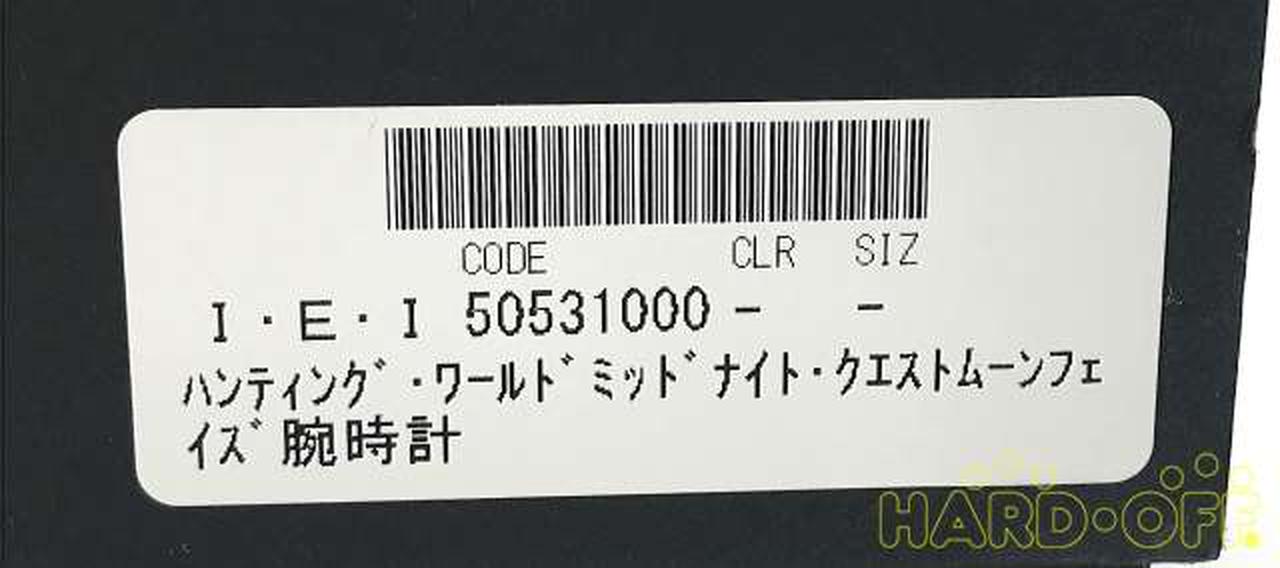 CODE CLR SIZ
I・E・I 50531000 - -
ハンティング・ワールドミッドナイト・クエストムーンフェ
イズ腕時計
HARD・OFF